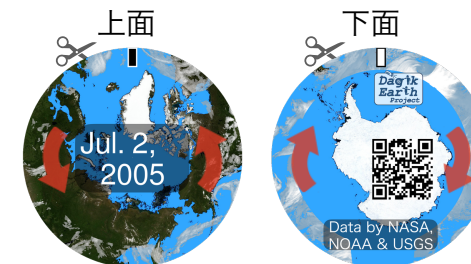 上面
下面
Jul. 2,
2005
Dagik
Earth
Project
Data by NASA,
NOAA & USGS